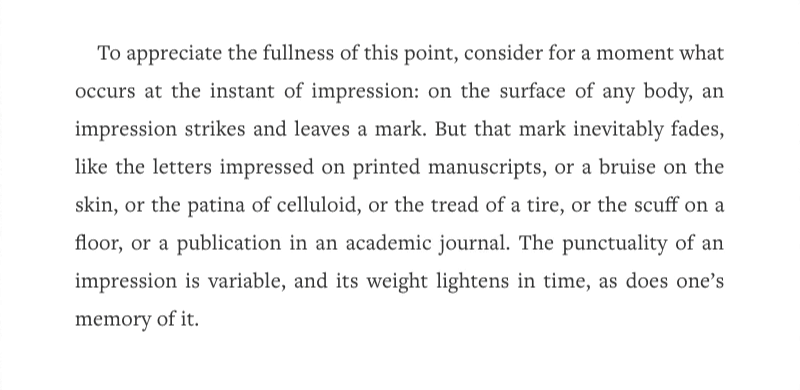 To appreciate the fullness of this point, consider for a moment what
occurs at the instant of impression: on the surface of any body, an
impression strikes and leaves a mark. But that mark inevitably fades,
like the letters impressed on printed manuscripts, or a bruise on the
skin, or the patina of celluloid, or the tread of a tire, or the scuff on a
floor, or a publication in an academic journal. The punctuality of an
impression is variable, and its weight lightens in time, as does one’s
memory of it.